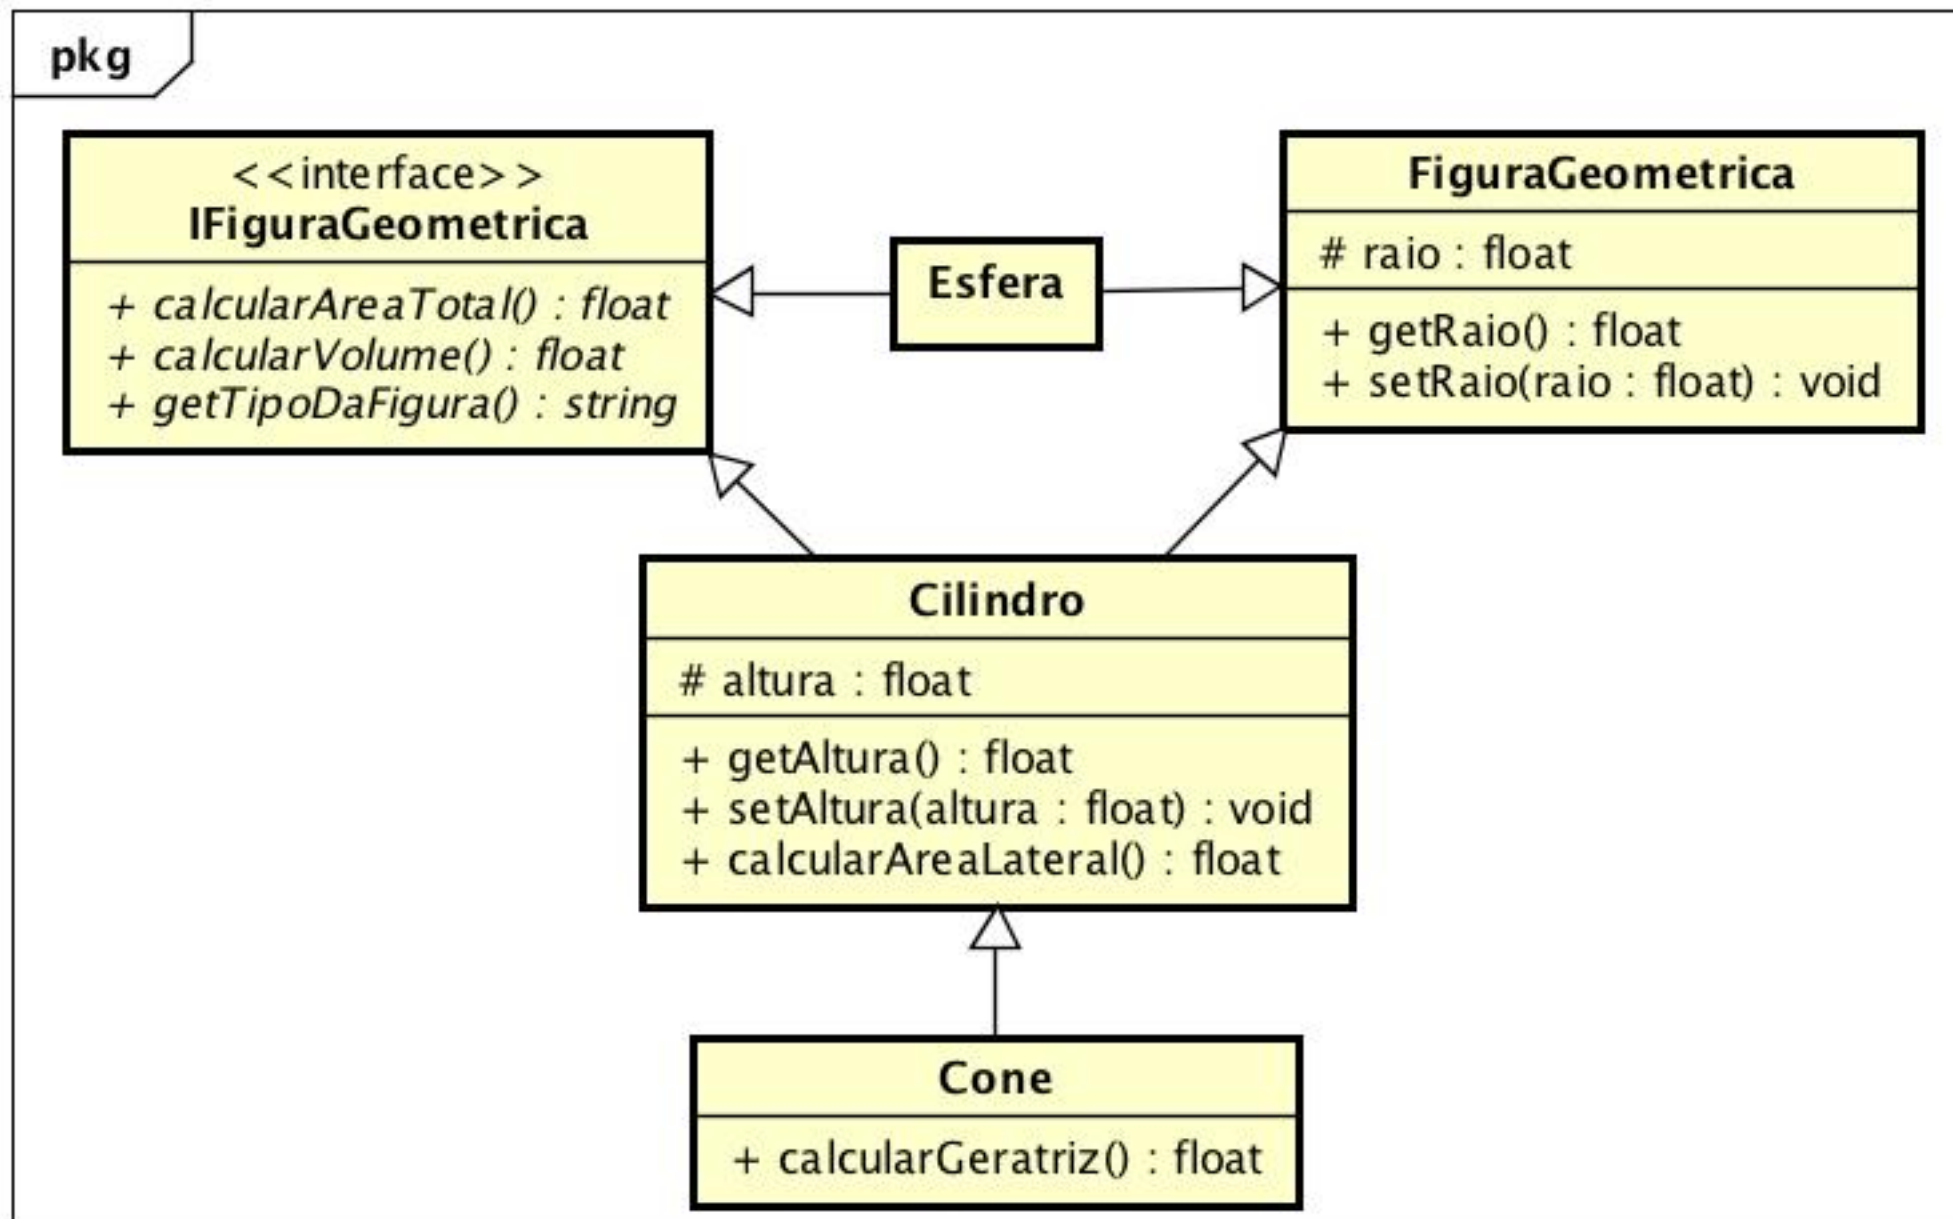 pkg
<<interface>>
IFiguraGeometrica
+ calcularAreaTotal() : float
+ calcularVolume() : float
+ getTipoDaFigura() : string
Esfera
FiguraGeometrica
# raio : float
+ getRaio() : float
+ setRaio(raio : float) : void
Cilindro
# altura : float
+ getAltura() : float
+ setAltura(altura : float) : void
+ calcularAreaLateral() : float
Cone
+ calcularGeratriz() : float